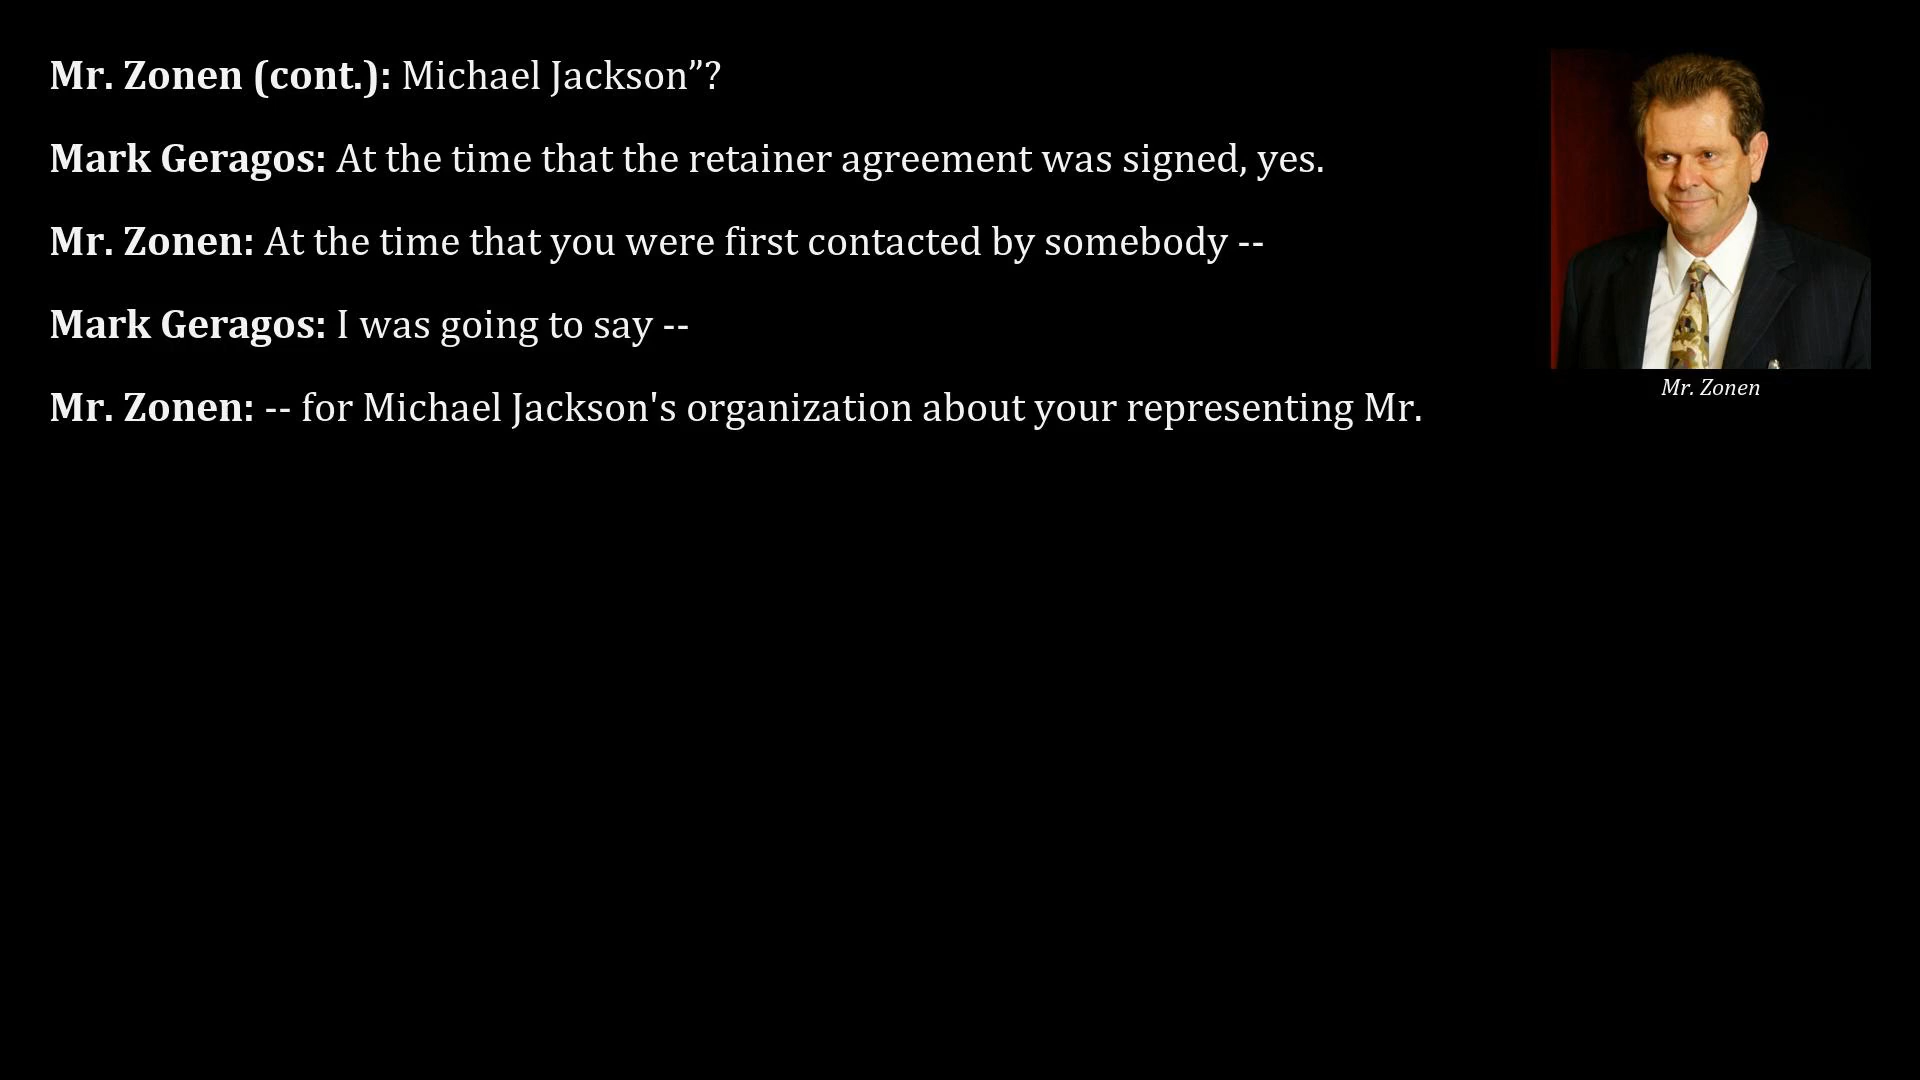 Mr. Zonen (cont.): Michael Jackson”?
Mark Geragos: At the time that the retainer agreement was signed, yes.
Mr. Zonen: At the time that you were first contacted by somebody --
Mark Geragos: I was going to say --
Mr. Zonen: -- for Michael Jackson's organization about your representing Mr.
Mr. Zonen